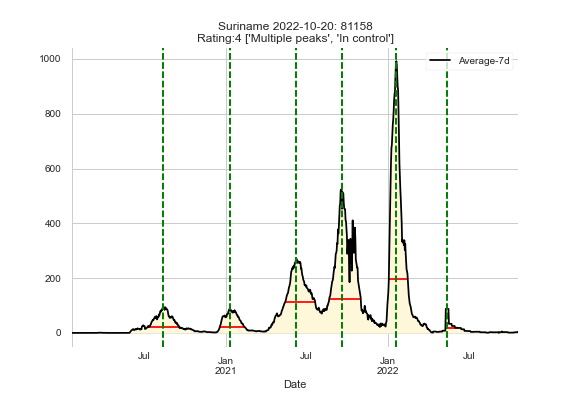 Suriname 2022-10-20: 81158
Rating:4 ['Multiple peaks', 'In control']
Average-7d
1000
800
600
400
200
0
Jul
Jan
2021
Jul
Jan
2022
Jul
Date